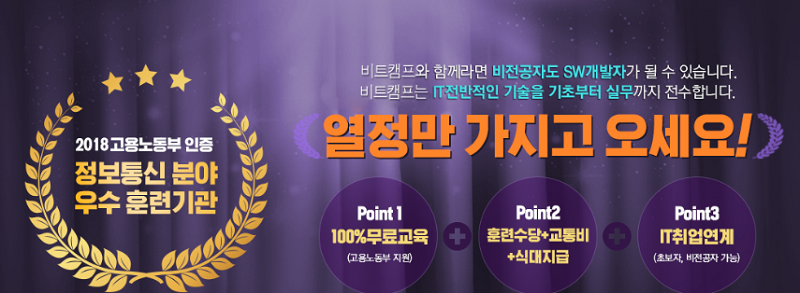 2018 고용노동부 인증
정보통신 분야
우수 훈련기관
비트캠프와 함께라면 비전공자도 SW개발자가 될 수 있습니다.
비트캠프는 IT전반적인 기술을 기초부터 실무까지 전수합니다.
열정만 가지고 오세요!
Point 1
100%무료교육
(고용노동부 지원)
+
Point2
훈련수당+교통비
+식대지급
+
Point3
IT취업연계
(초보자, 비전공자 가능)